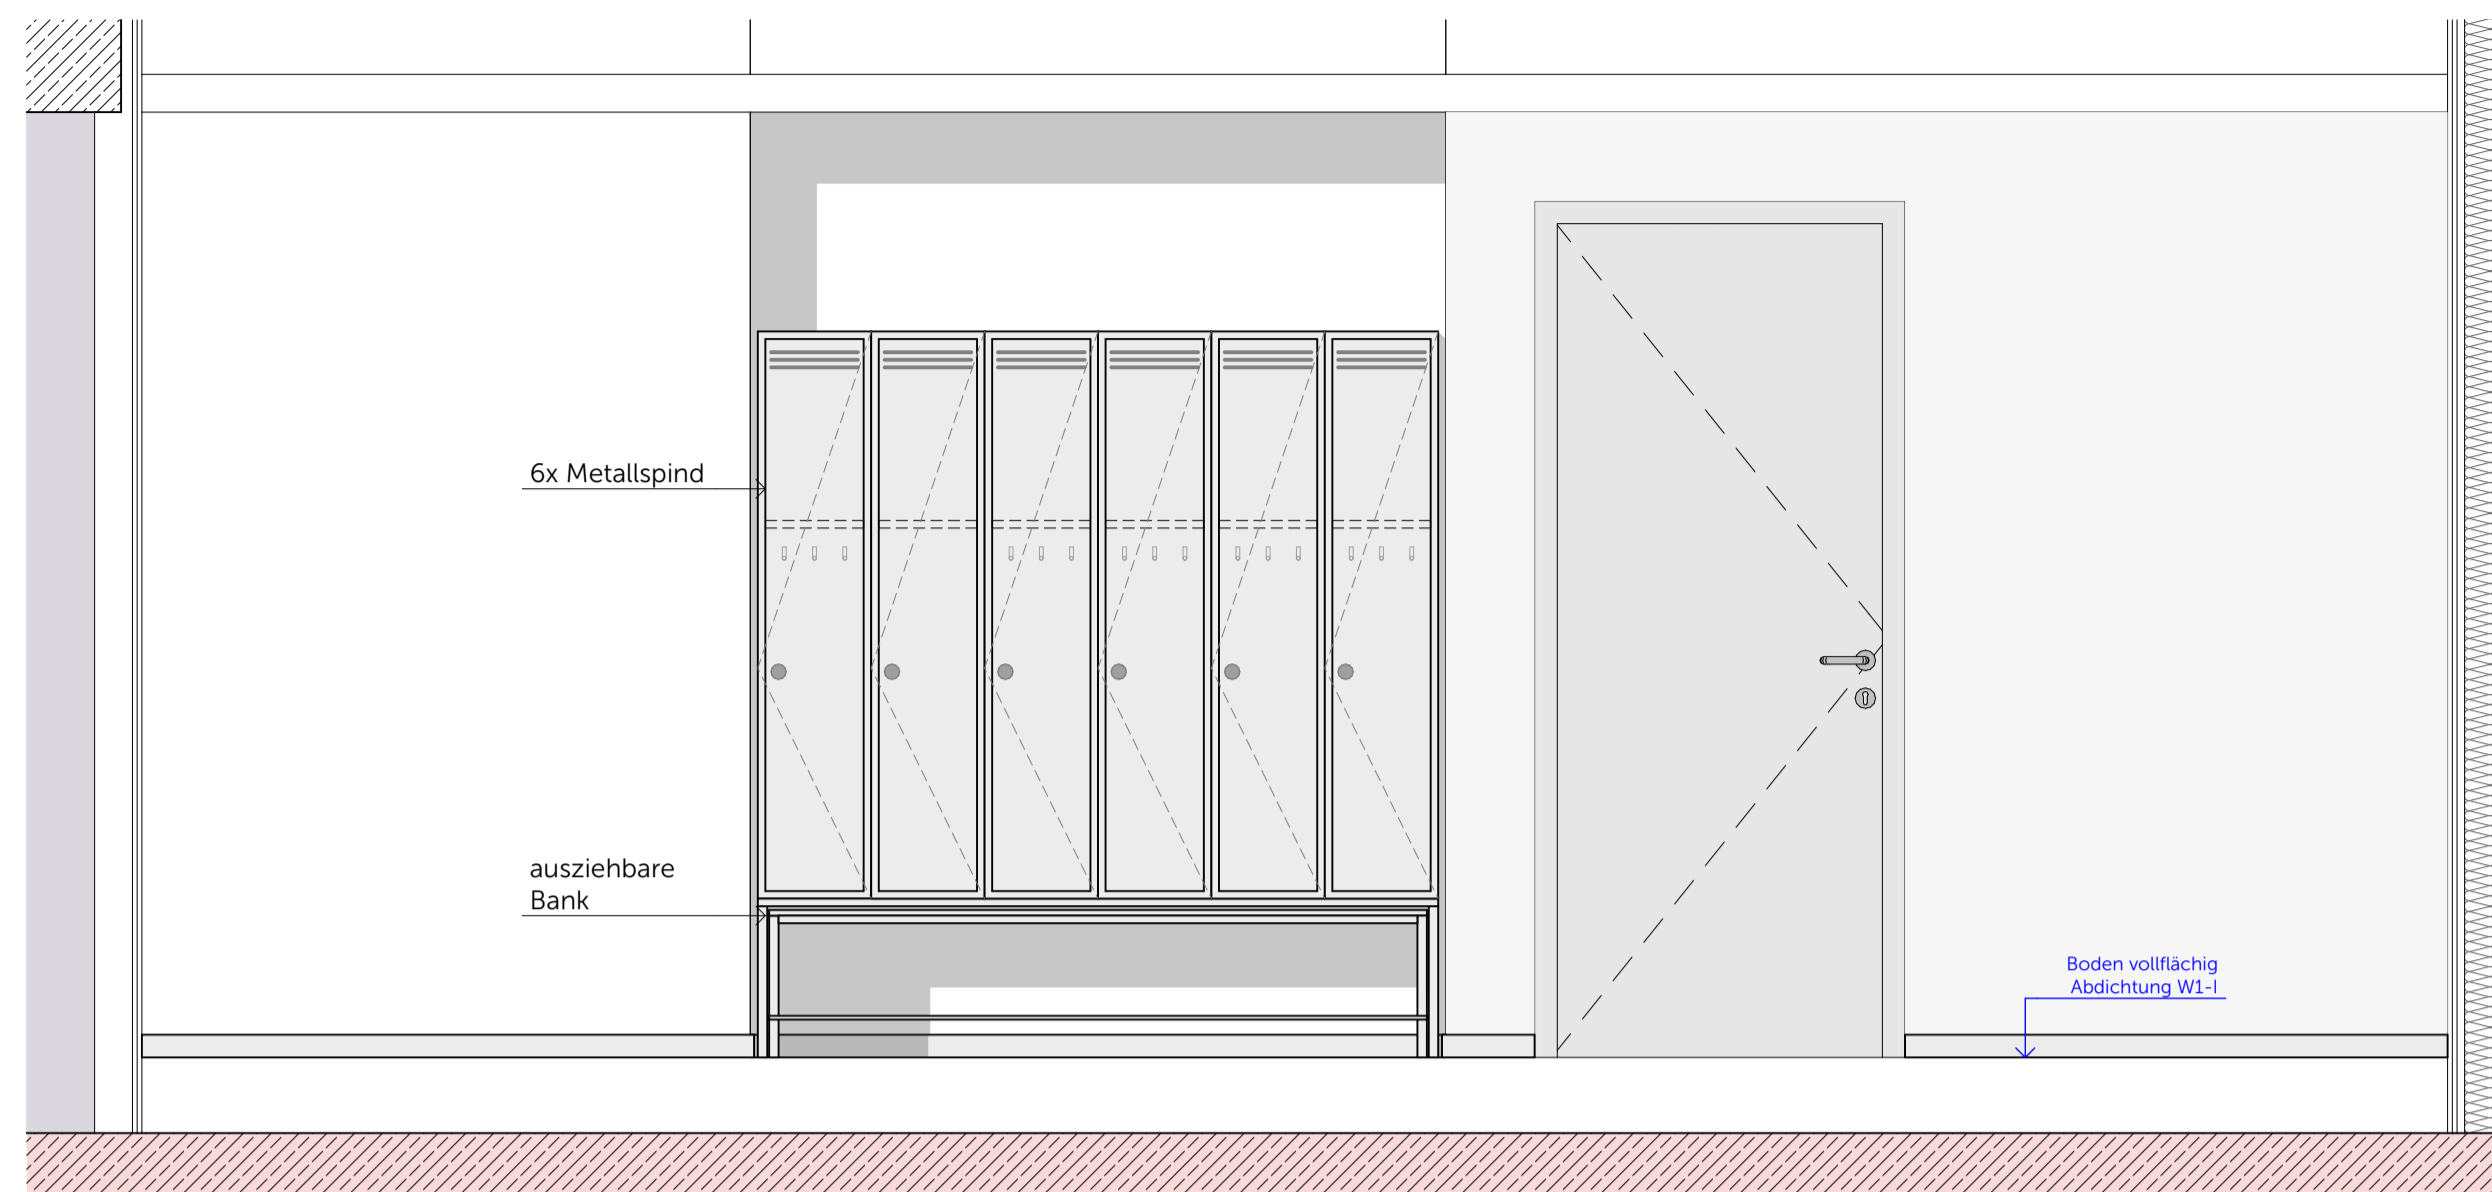 6x Metallspind
ausziehbare
Bank
Boden vollflächig
Abdichtung W1-I